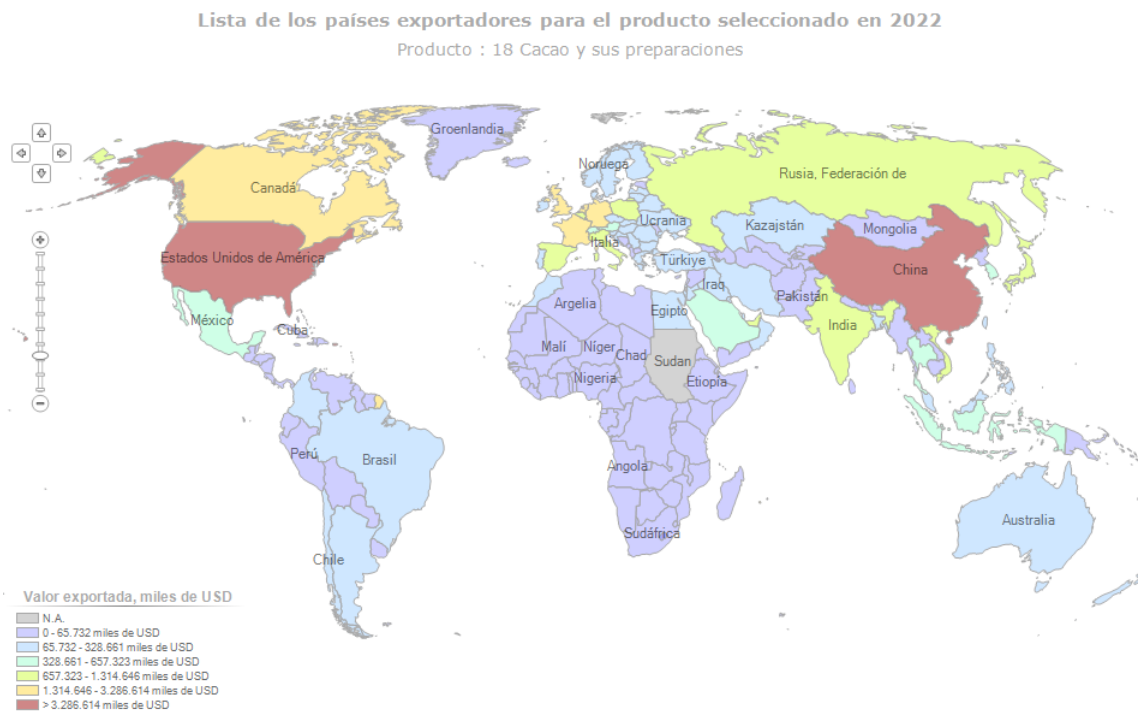 Lista de los países exportadores para el producto seleccionado en 2022
Producto : 18 Cacao y sus preparaciones
Groenlandia
Noruega
Canadá
Rusia, Federación de
Ucrania
Kazajstán
Mongolia
Italia
Estados Unidos de América
Türkiye
China
Iraq
Pakistán
Argelia
Egipto
México
Cuba
India
Malí
Níger
Chad
Sudan
Nigeria
Etiopía
Perú
Brasil
Angola
Australia
Sudáfrica
Chile
Valor exportada, miles de USD
N.A.
0 - 65.732 miles de USD
65.732 - 328.661 miles de USD
328.661 - 657.323 miles de USD
657.323 - 1.314.646 miles de USD
1.314.646 - 3.286.614 miles de USD
> 3.286.614 miles de USD